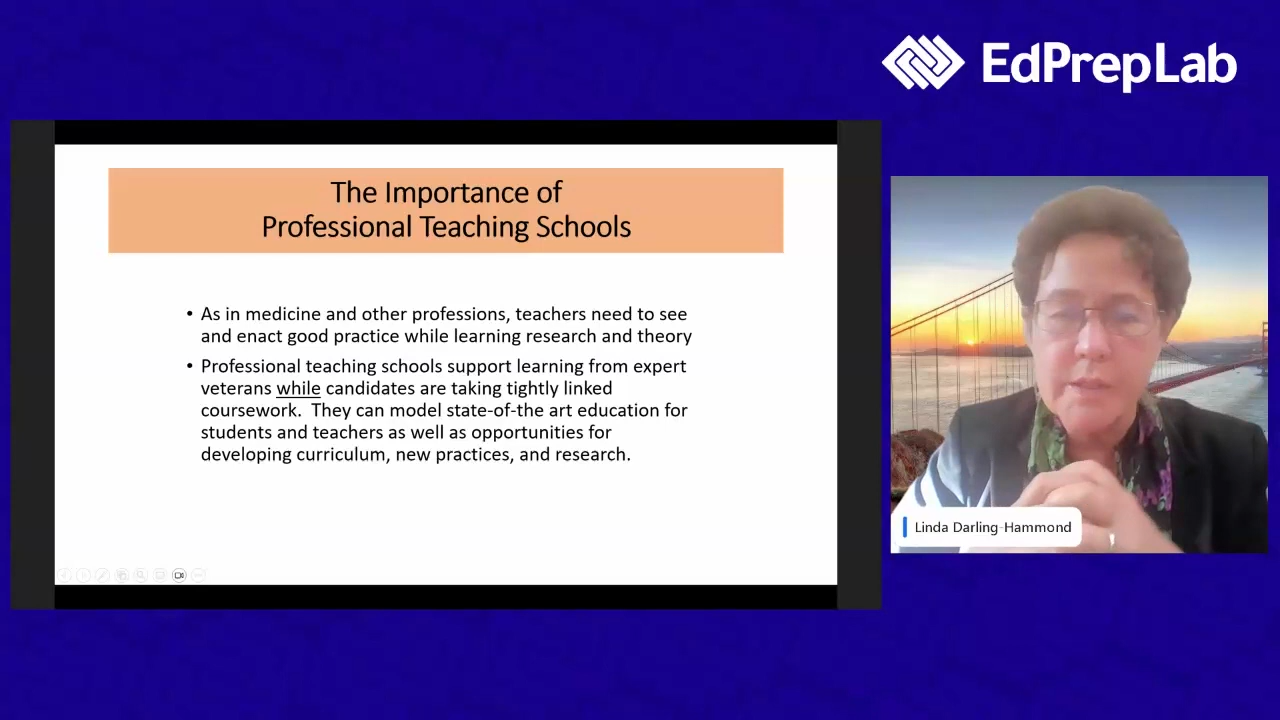 EdPrepLab
The Importance of
Professional Teaching Schools
• As in medicine and other professions, teachers need to see
and enact good practice while learning research and theory
• Professional teaching schools support learning from expert
veterans while candidates are taking tightly linked
coursework.  They can model state-of-the art education for
students and teachers as well as opportunities for
developing curriculum, new practices, and research.
Linda Darling-Hammond